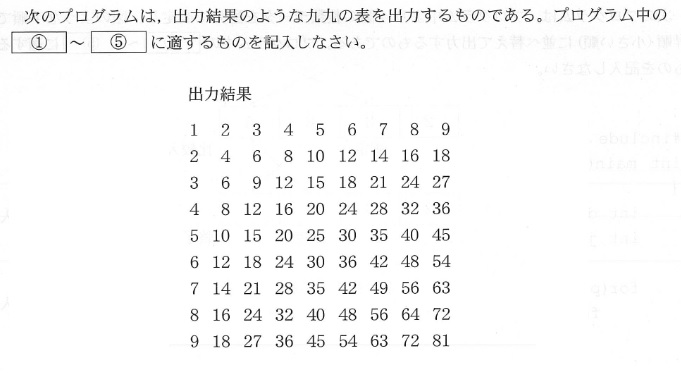 次のプログラムは，出力結果のような九九の表を出力するものである。プログラム中の
① ～ ⑤ に適するものを記入しなさい。
出力結果
1 2 3 4 5 6 7 8 9
2 4 6 8 10 12 14 16 18
3 6 9 12 15 18 21 24 27
4 8 12 16 20 24 28 32 36
5 10 15 20 25 30 35 40 45
6 12 18 24 30 36 42 48 54
7 14 21 28 35 42 49 56 63
8 16 24 32 40 48 56 64 72
9 18 27 36 45 54 63 72 81